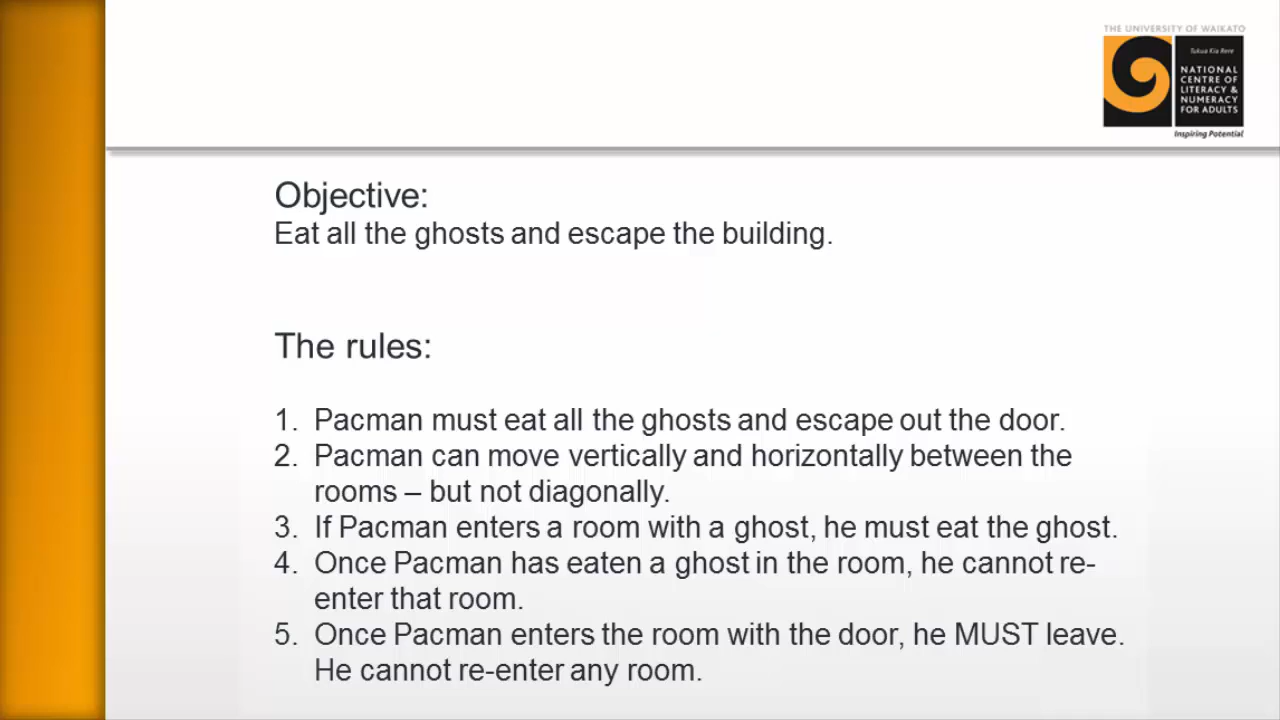 THE UNIVERSITY OF WAIKATO
Tukua Kia Rere
NATIONAL
CENTRE OF
LITERACY &
NUMERACY
FOR ADULTS
Inspiring Potential
Objective:
Eat all the ghosts and escape the building.
The rules:
1. Pacman must eat all the ghosts and escape out the door.
2. Pacman can move vertically and horizontally between the
rooms – but not diagonally.
3. If Pacman enters a room with a ghost, he must eat the ghost.
4. Once Pacman has eaten a ghost in the room, he cannot re-
enter that room.
5. Once Pacman enters the room with the door, he MUST leave.
He cannot re-enter any room.